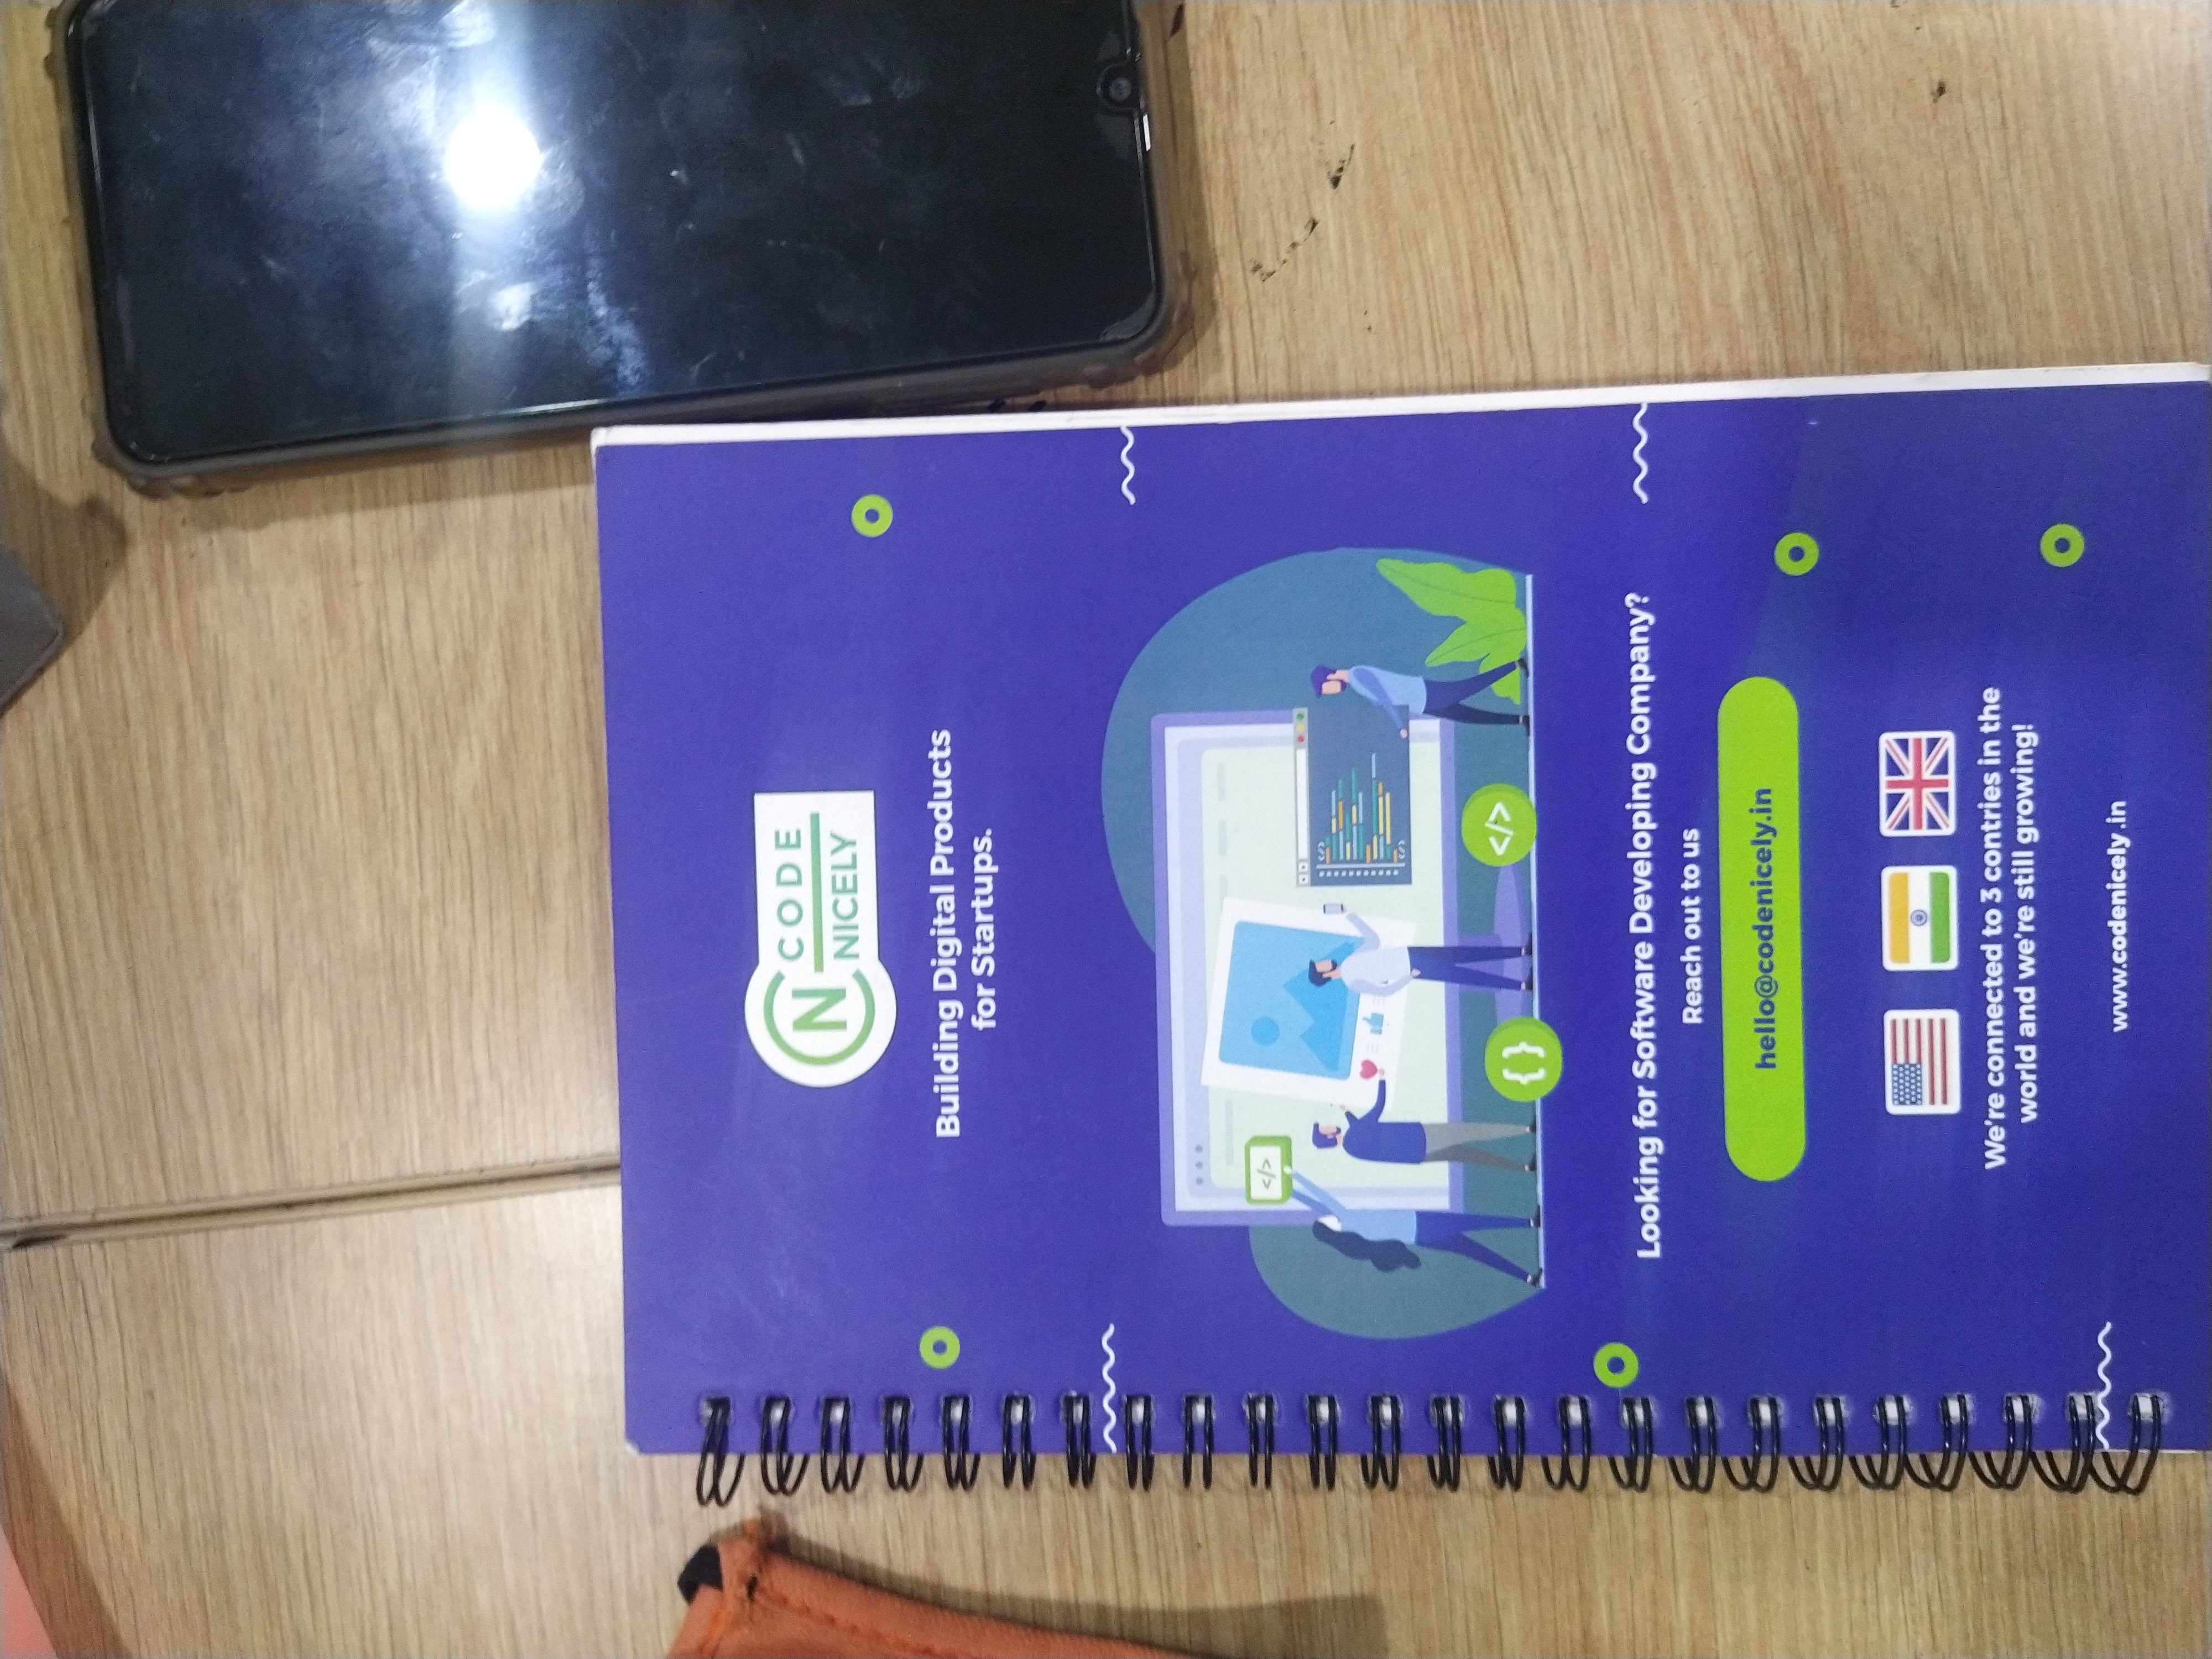 CN
CODE
NICELY
Building Digital Products
for Startups.
</>
</>
</>
{ }
</>
Looking for Software Developing Company?
Reach out to us
hello@codenicely.in
We're connected to 3 contries in the
world and we're still growing!
www.codenicely.in